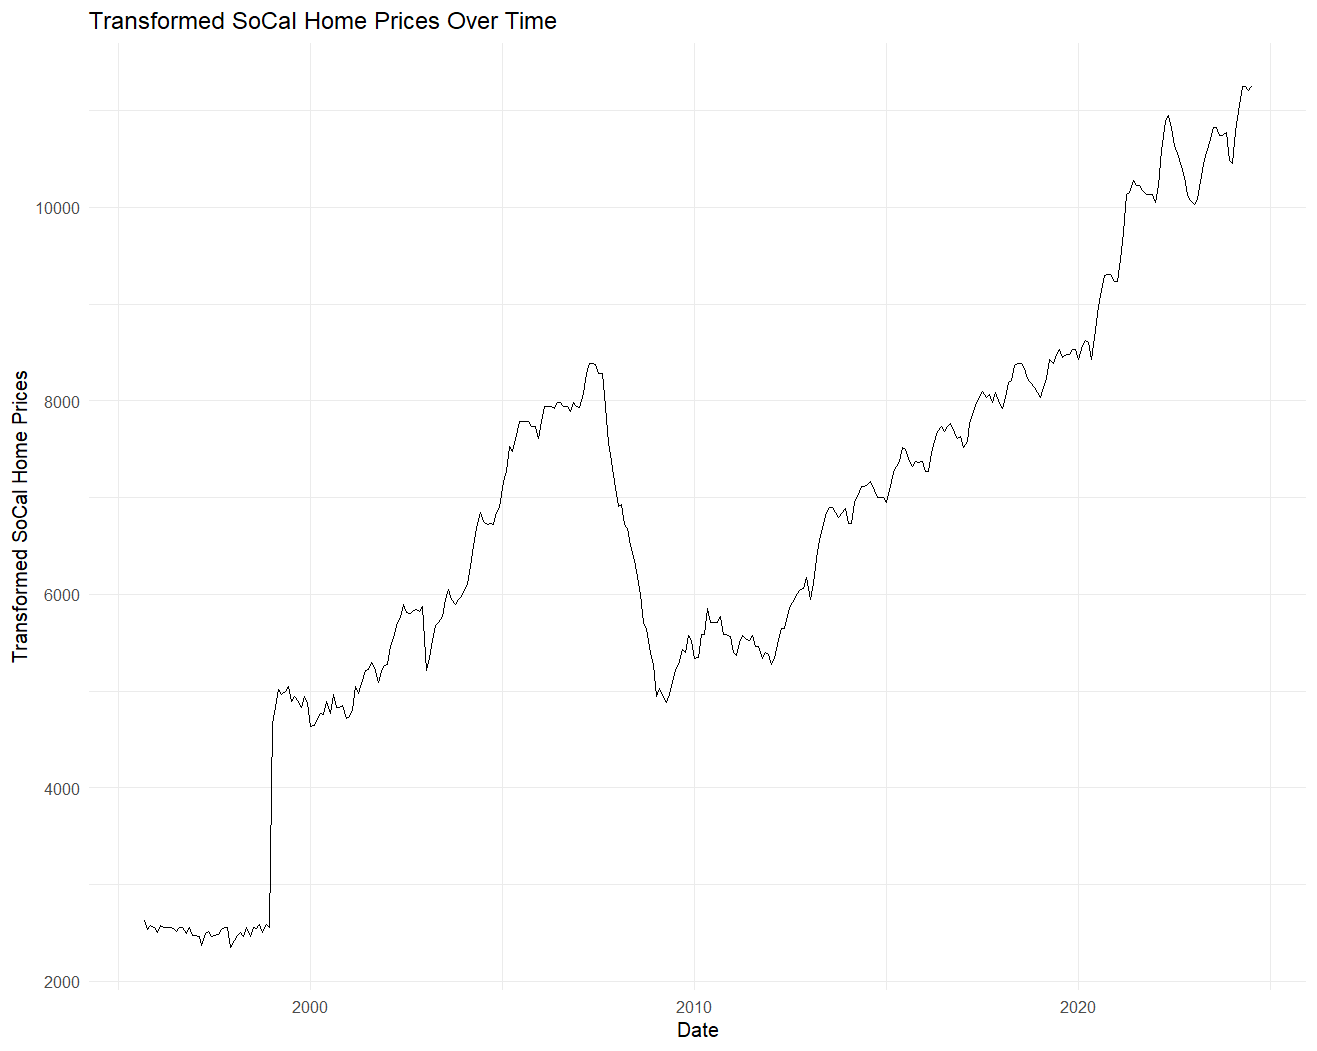 Transformed SoCal Home Prices Over Time
Transformed SoCal Home Prices
10000
8000
6000
4000
2000
2000
2010
2020
Date